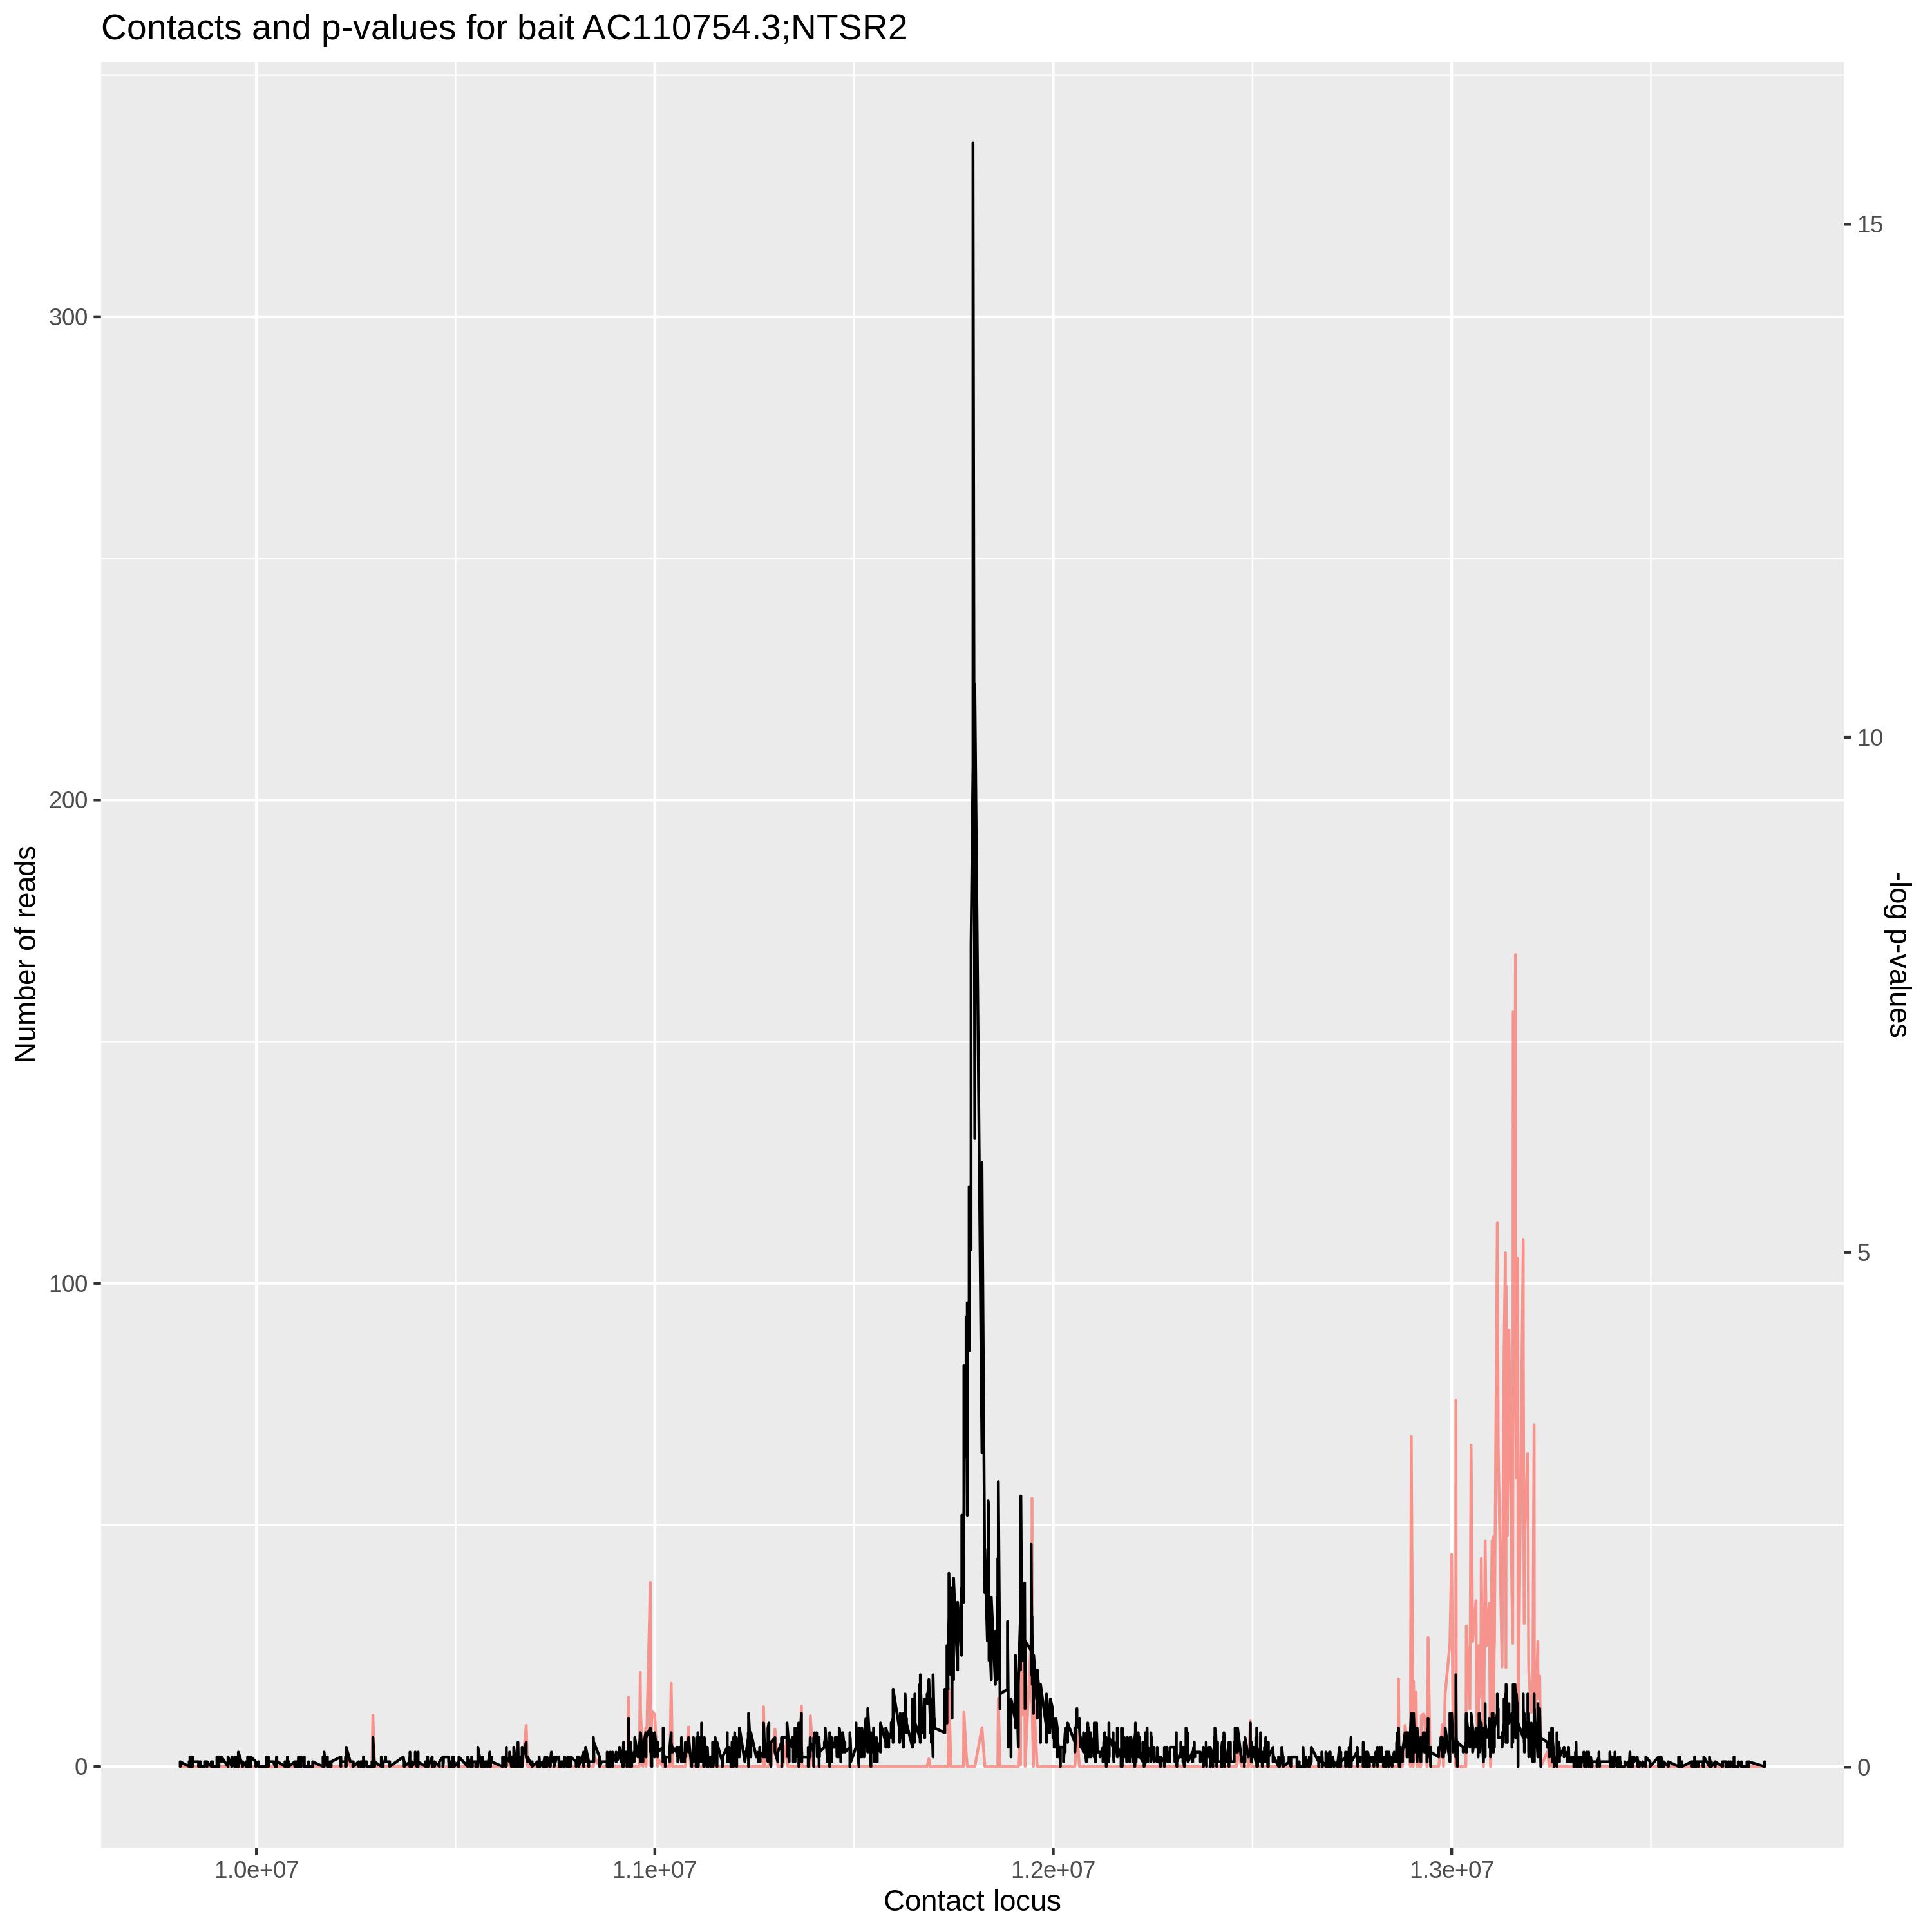 Contacts and p-values for bait AC110754.3;NTSR2
Number of reads
300
200
100
0
-log p-values
15
10
5
0
1.0e+07
1.1e+07
1.2e+07
1.3e+07
Contact locus